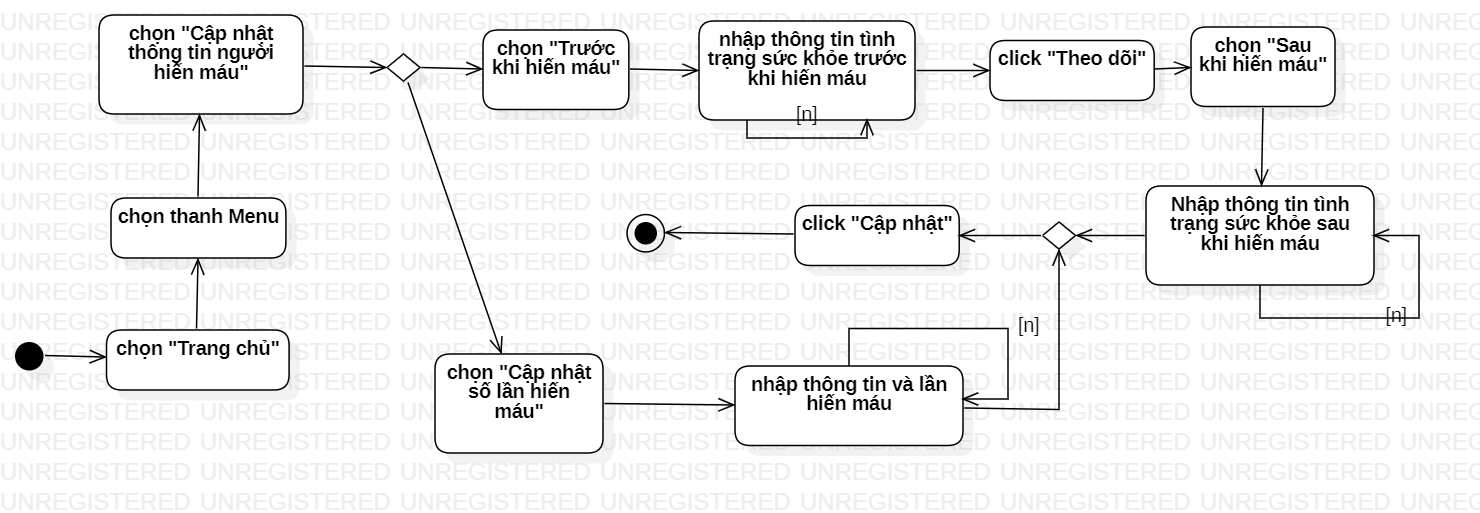 chọn "Cập nhật
thông tin người
hiến máu"
chọn "Trước
khi hiến máu"
nhập thông tin tình
trạng sức khỏe trước
khi hiến máu
[n]
click "Theo dõi"
chọn "Sau
khi hiến máu"
chọn thanh Menu
click "Cập nhật"
Nhập thông tin tình
trạng sức khỏe sau
khi hiến máu
[n]
chọn "Trang chủ"
chọn "Cập nhật
số lần hiến
máu"
nhập thông tin và lần
hiến máu
[n]
UNREGISTERED